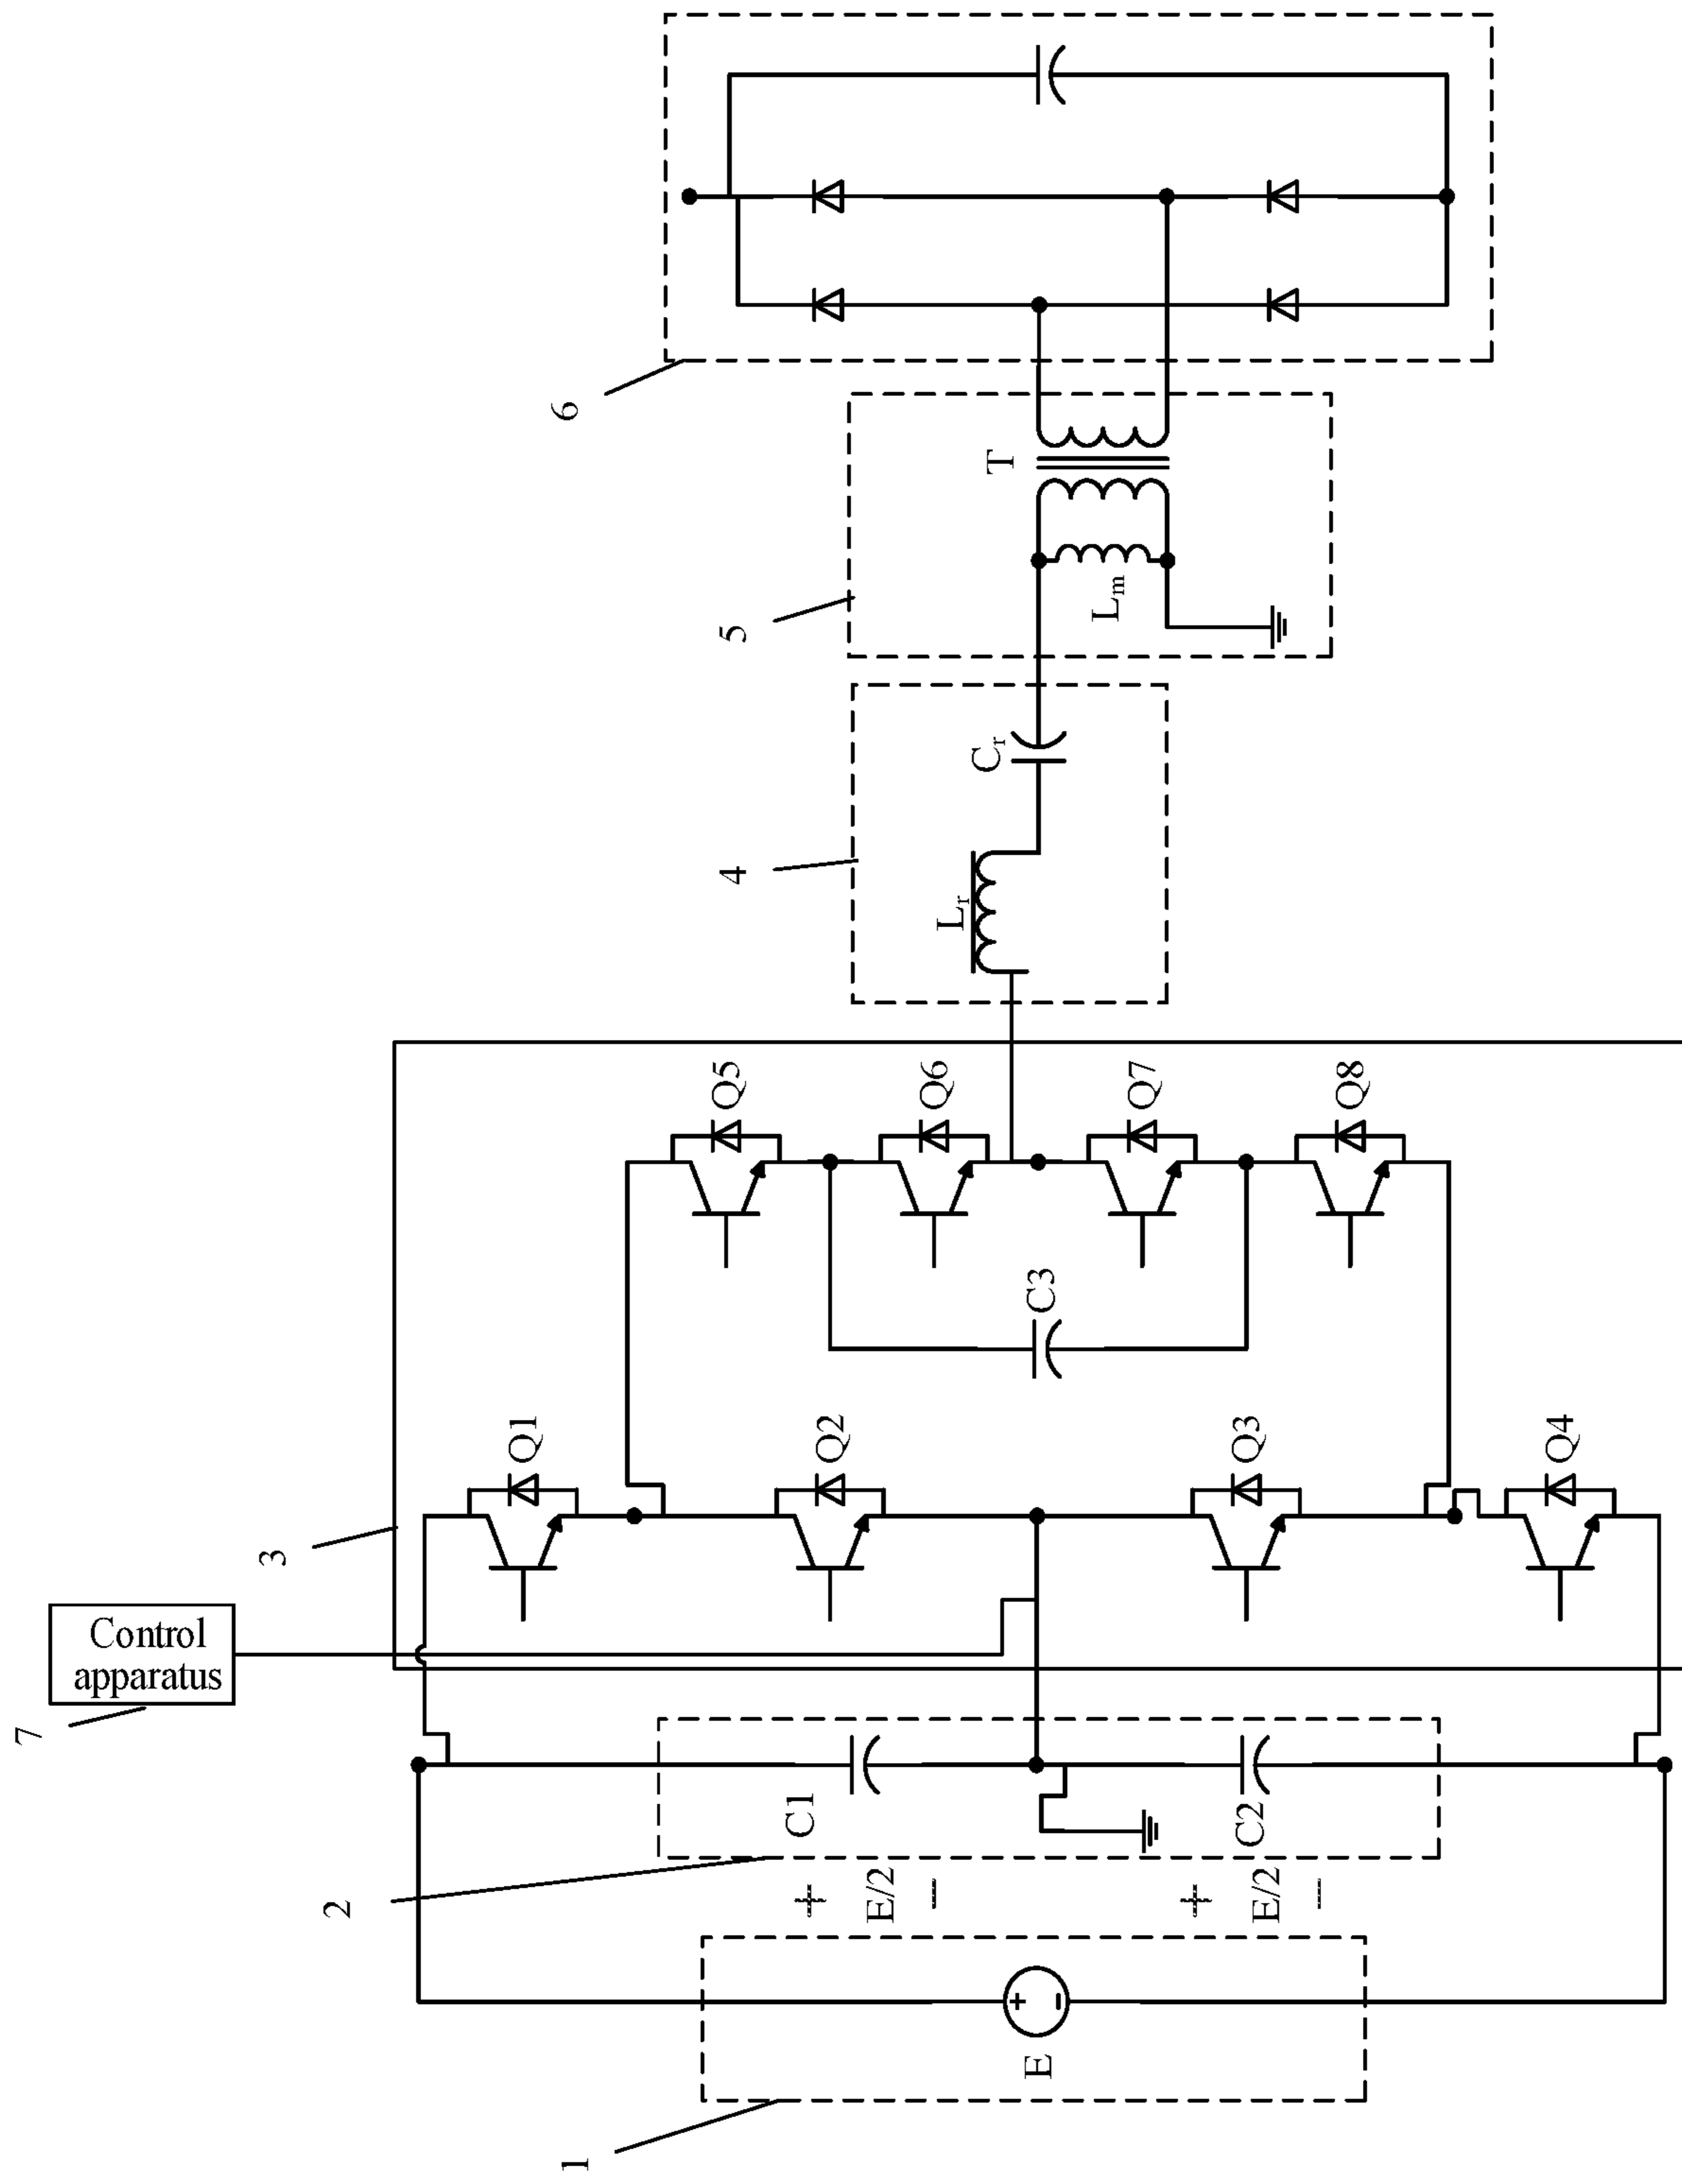 7
Control
apparatus
3
2
1
E
+
E/2
−
+
E/2
−
C1
C2
Q1
Q2
Q3
Q4
C3
Q5
Q6
Q7
Q8
4
Lr
Cr
5
Lm
T
6